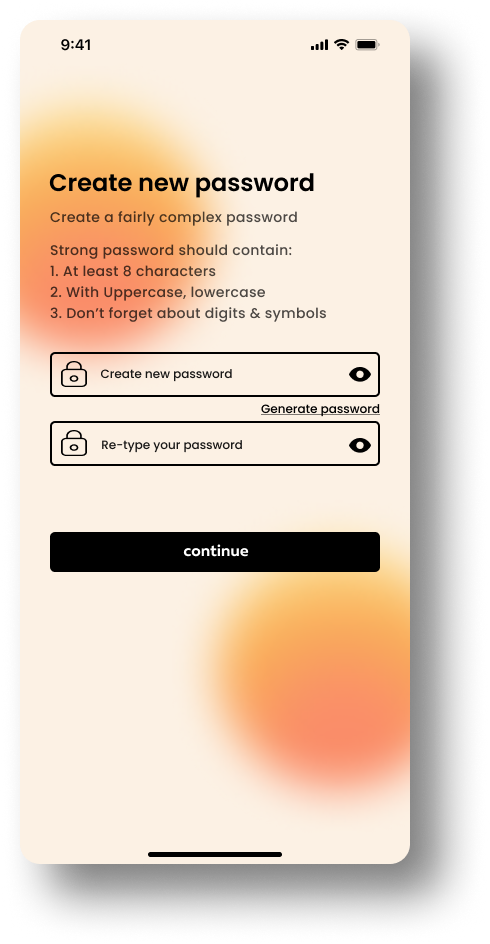 9:41
Create new password
Create a fairly complex password
Strong password should contain:
1. At least 8 characters
2. With Uppercase, lowercase
3. Don’t forget about digits & symbols
Create new password
Generate password
Re-type your password
continue